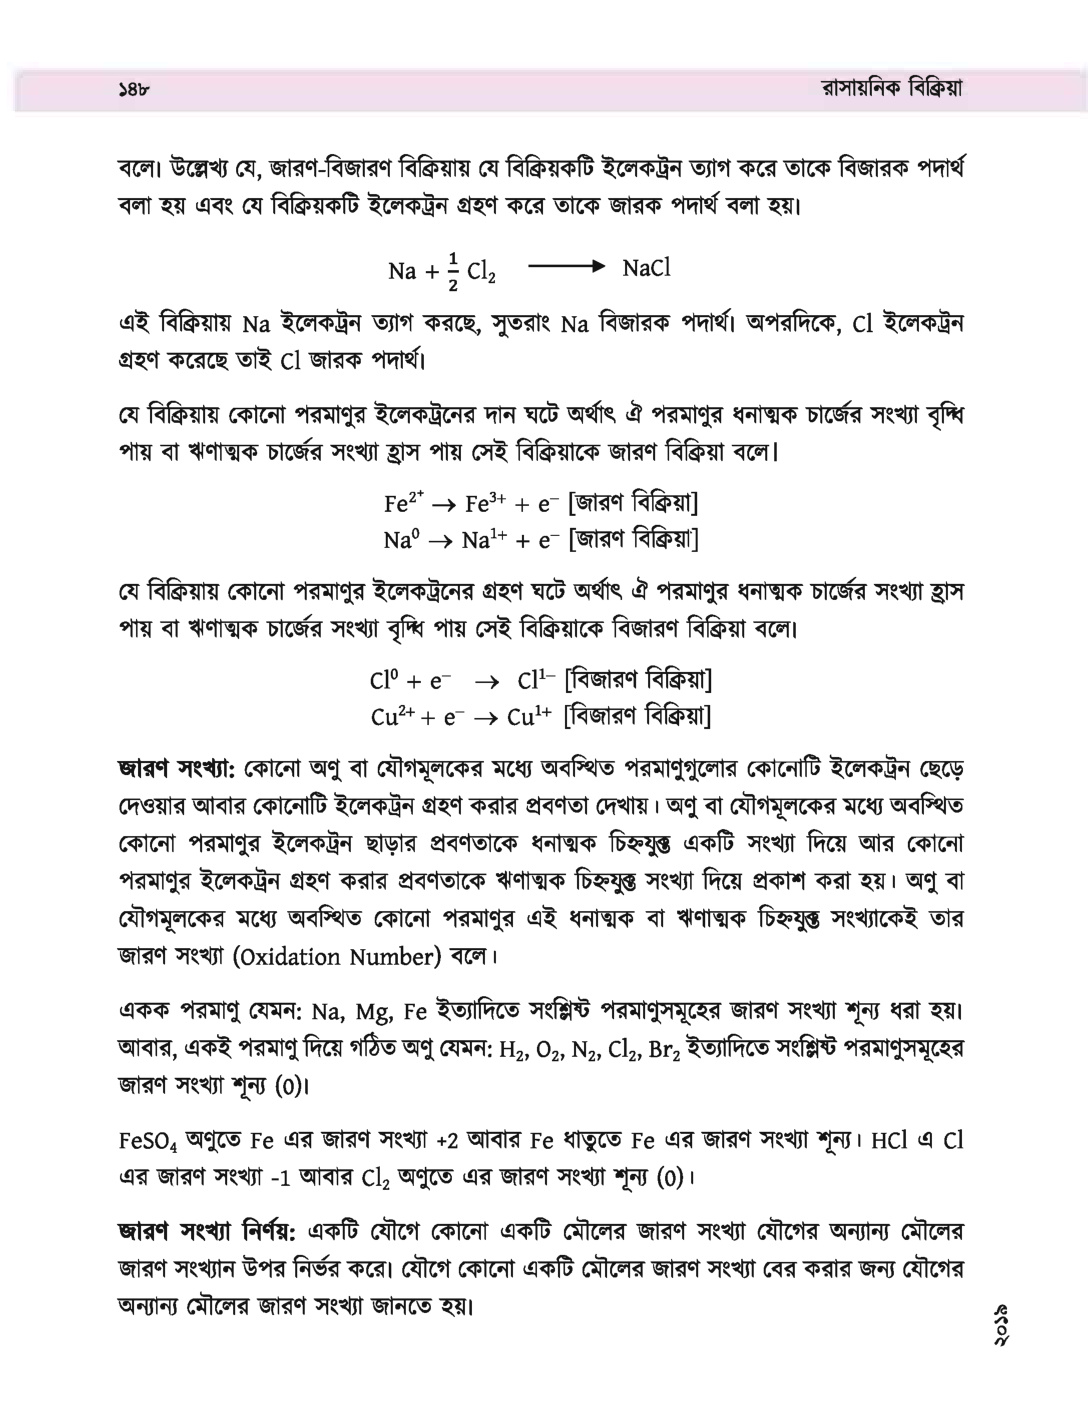 ১৪৮ রাসায়নিক বিক্রিয়া
বলে। উল্লেখ্য যে, জারণ-বিজারণ বিক্রিয়ায় যে বিক্রিয়কটি ইলেকট্রন ত্যাগ করে তাকে বিজারক পদার্থ
বলা হয় এবং যে বিক্রিয়কটি ইলেকট্রন গ্রহণ করে তাকে জারক পদার্থ বলা হয়।
Na + ½ Cl₂ ⟶ NaCl
এই বিক্রিয়ায় Na ইলেকট্রন ত্যাগ করছে, সুতরাং Na বিজারক পদার্থ। অপরদিকে, Cl ইলেকট্রন
গ্রহণ করেছে তাই Cl জারক পদার্থ।
যে বিক্রিয়ায় কোনো পরমাণুর ইলেকট্রনের দান ঘটে অর্থাৎ ঐ পরমাণুর ধনাত্মক চার্জের সংখ্যা বৃদ্ধি
পায় বা ঋণাত্মক চার্জের সংখ্যা হ্রাস পায় সেই বিক্রিয়াকে জারণ বিক্রিয়া বলে।
Fe²⁺ → Fe³⁺ + e⁻ [জারণ বিক্রিয়া]
Na⁰ → Na¹⁺ + e⁻ [জারণ বিক্রিয়া]
যে বিক্রিয়ায় কোনো পরমাণুর ইলেকট্রনের গ্রহণ ঘটে অর্থাৎ ঐ পরমাণুর ধনাত্মক চার্জের সংখ্যা হ্রাস
পায় বা ঋণাত্মক চার্জের সংখ্যা বৃদ্ধি পায় সেই বিক্রিয়াকে বিজারণ বিক্রিয়া বলে।
Cl⁰ + e⁻ → Cl¹⁻ [বিজারণ বিক্রিয়া]
Cu²⁺ + e⁻ → Cu¹⁺ [বিজারণ বিক্রিয়া]
জারণ সংখ্যা: কোনো অণু বা যৌগমূলকের মধ্যে অবস্থিত পরমাণুগুলোর কোনোটি ইলেকট্রন ছেড়ে
দেওয়ার আবার কোনোটি ইলেকট্রন গ্রহণ করার প্রবণতা দেখায়। অণু বা যৌগমূলকের মধ্যে অবস্থিত
কোনো পরমাণুর ইলেকট্রন ছাড়ার প্রবণতাকে ধনাত্মক চিহ্নযুক্ত একটি সংখ্যা দিয়ে আর কোনো
পরমাণুর ইলেকট্রন গ্রহণ করার প্রবণতাকে ঋণাত্মক চিহ্নযুক্ত সংখ্যা দিয়ে প্রকাশ করা হয়। অণু বা
যৌগমূলকের মধ্যে অবস্থিত কোনো পরমাণুর এই ধনাত্মক বা ঋণাত্মক চিহ্নযুক্ত সংখ্যাকেই তার
জারণ সংখ্যা (Oxidation Number) বলে।
একক পরমাণু যেমন: Na, Mg, Fe ইত্যাদিতে সংশ্লিষ্ট পরমাণুসমূহের জারণ সংখ্যা শূন্য ধরা হয়।
আবার, একই পরমাণু দিয়ে গঠিত অণু যেমন: H₂, O₂, N₂, Cl₂, Br₂ ইত্যাদিতে সংশ্লিষ্ট পরমাণুসমূহের
জারণ সংখ্যা শূন্য (0)।
FeSO₄ অণুতে Fe এর জারণ সংখ্যা +2 আবার Fe ধাতুতে Fe এর জারণ সংখ্যা শূন্য। HCl এ Cl
এর জারণ সংখ্যা -1 আবার Cl₂ অণুতে এর জারণ সংখ্যা শূন্য (0)।
জারণ সংখ্যা নির্ণয়: একটি যৌগে কোনো একটি মৌলের জারণ সংখ্যা যৌগের অন্যান্য মৌলের
জারণ সংখ্যান উপর নির্ভর করে। যৌগে কোনো একটি মৌলের জারণ সংখ্যা বের করার জন্য যৌগের
অন্যান্য মৌলের জারণ সংখ্যা জানতে হয়।
২০১৯